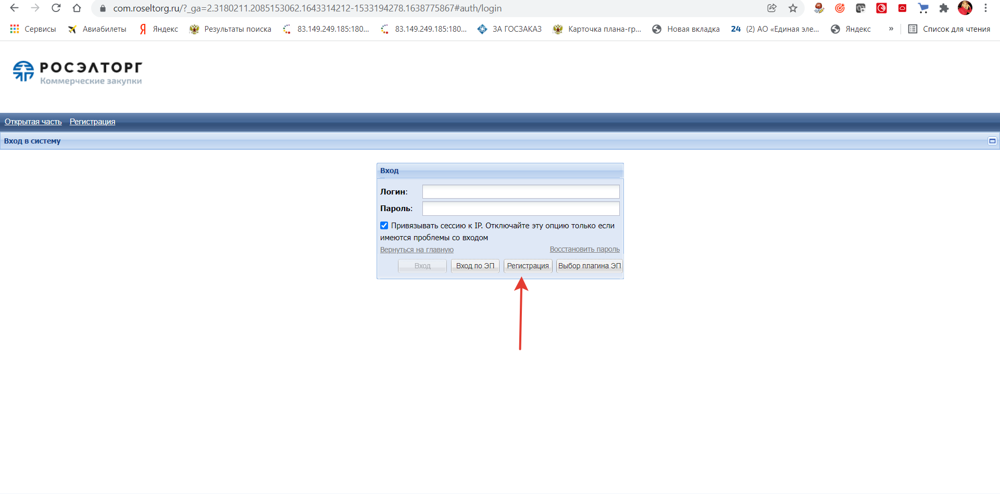 com.roseltorg.ru/?_ga=2.3180211.2085153062.1643314212-1533194278.1638775867#auth/login
Сервисы Авиабилеты Я Яндекс Результаты поиска 83.149.249.185:180... 83.149.249.185:180... ЗА ГОСЗАКАЗ Карточка плана-гр... Новая вкладка 24 (2) АО «Единая эле... Яндекс » Список для чтения
РОСЭЛТОРГ
Коммерческие закупки
Открытая часть Регистрация
Вход в систему
Вход
Логин:
Пароль:
Привязывать сессию к IP. Отключайте эту опцию только если
имеются проблемы со входом
Вернуться на главную Восстановить пароль
Вход Вход по ЭП Регистрация Выбор плагина ЭП